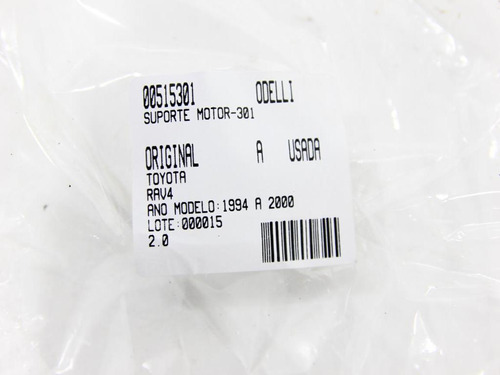 00515301 ODELLI
SUPORTE MOTOR-301
ORIGINAL A USADA
TOYOTA
RAV4
ANO MODELO:1994 A 2000
LOTE:000015
2.0